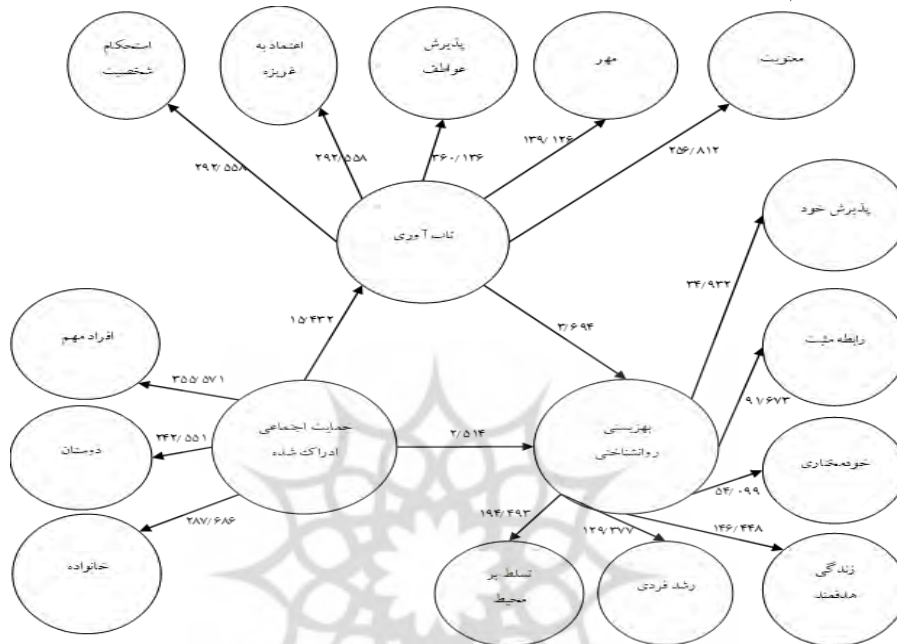 استحکام
شخصیت
اعتماد به
غریزه
پذیرش
عواطف
مهر
معنویت
۲۹۲/۵۵۸
۲۹۲/۵۵۸
۳۶۰/۱۳۶
۱۳۹/۱۲۶
۲۵۶/۸۱۲
تاب آوری
پذیرش خود
۳۴/۹۳۲
۱۵/۴۳۲
۳/۶۹۴
افراد مهم
رابطه مثبت
۳۵۵/۵۷۱
۹۱/۶۷۳
حمایت اجتماعی
ادراک شده
۲/۵۱۴
بهزیستی
روانشناختی
دوستان
۲۴۲/۵۵۱
خودمختاری
۵۴/۰۹۹
۲۸۷/۶۸۶
خانواده
۱۹۴/۴۹۳
۱۲۹/۳۷۷
۱۴۶/۴۴۸
تسلط بر
محیط
رشد فردی
زندگی
هدفمند